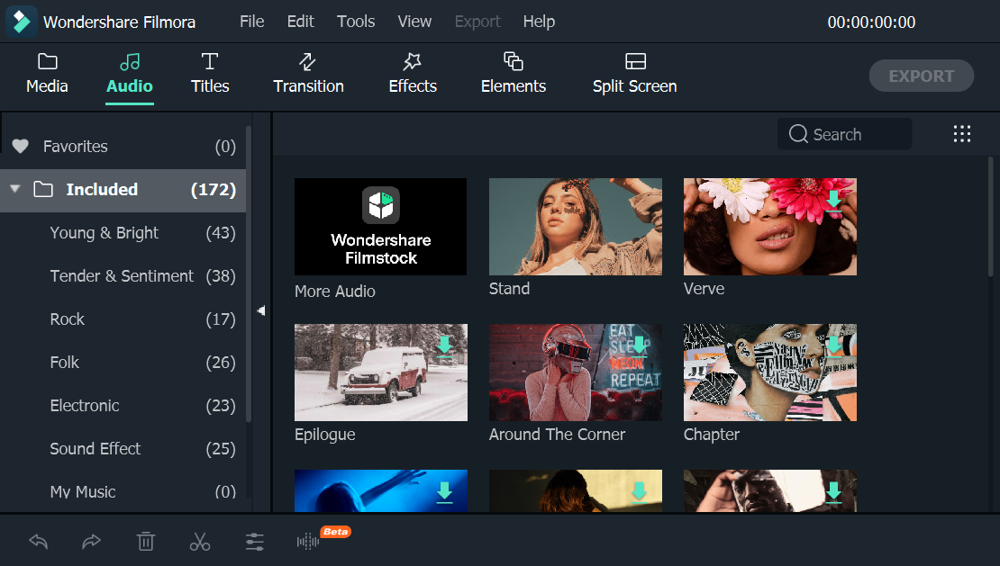 Wondershare Filmora
File Edit Tools View Export Help
00:00:00:00
Media
Audio
Titles
Transition
Effects
Elements
Split Screen
EXPORT
Favorites (0)
Included (172)
Young & Bright (43)
Tender & Sentiment (38)
Rock (17)
Folk (26)
Electronic (23)
Sound Effect (25)
My Music (0)
Search
Wondershare
Filmstock
More Audio
Stand
Verve
Epilogue
EAT
SLEEP
REPEAT
Around The Corner
Chapter
Beta